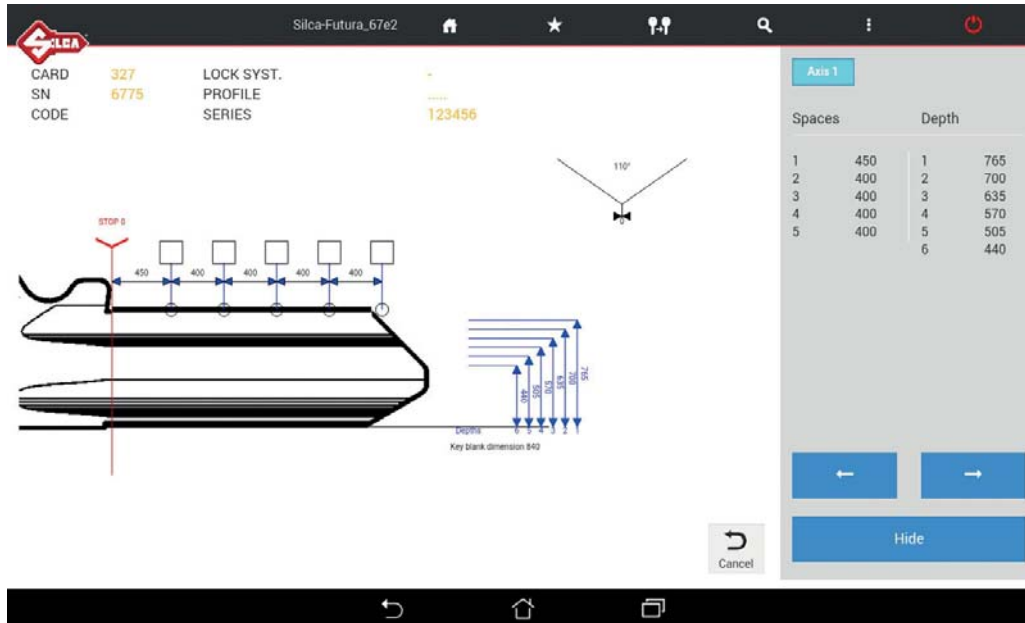 Silca-Futura_67e2
SILCA
CARD 327 LOCK SYST. -
SN 6775 PROFILE .....
CODE SERIES 123456
Axis 1
Spaces Depth
1 450 1 765
2 400 2 700
3 400 3 635
4 400 4 570
5 400 5 505
6 440
110°
0
STOP 0
450 400 400 400 400
440 505 570 635 700 765
Depths 6 5 4 3 2 1
Key blank dimension 840
Cancel
Hide